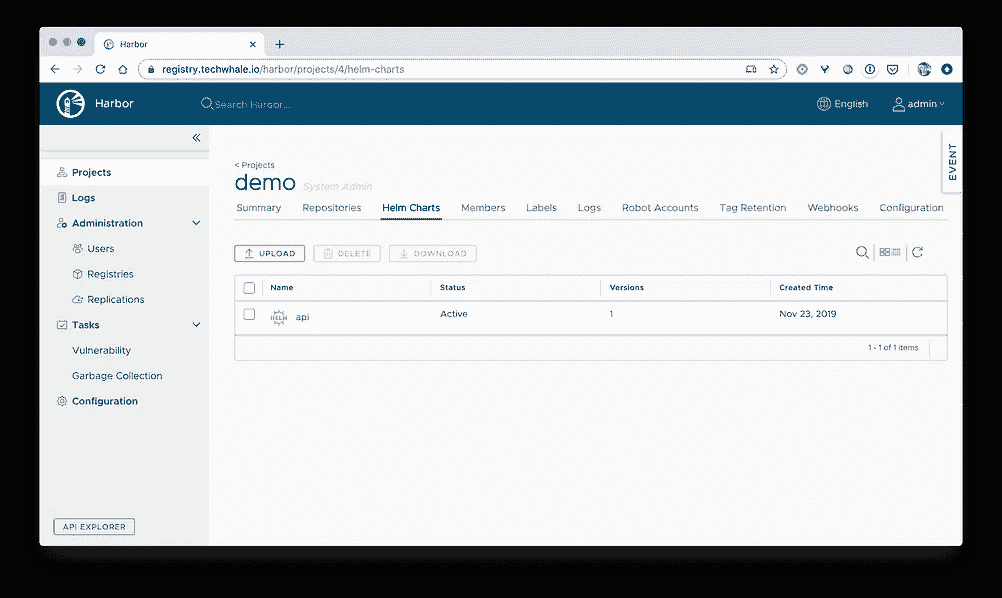 Harbor
registry.techwhale.io/harbor/projects/4/helm-charts
Harbor
Search Harbor...
English
admin
EVENT
Projects
Logs
Administration
Users
Registries
Replications
Tasks
Vulnerability
Garbage Collection
Configuration
API EXPLORER
< Projects
demo System Admin
Summary Repositories Helm Charts Members Labels Logs Robot Accounts Tag Retention Webhooks Configuration
UPLOAD DELETE DOWNLOAD
Name Status Versions Created Time
HELM api Active 1 Nov 23, 2019
1 - 1 of 1 items